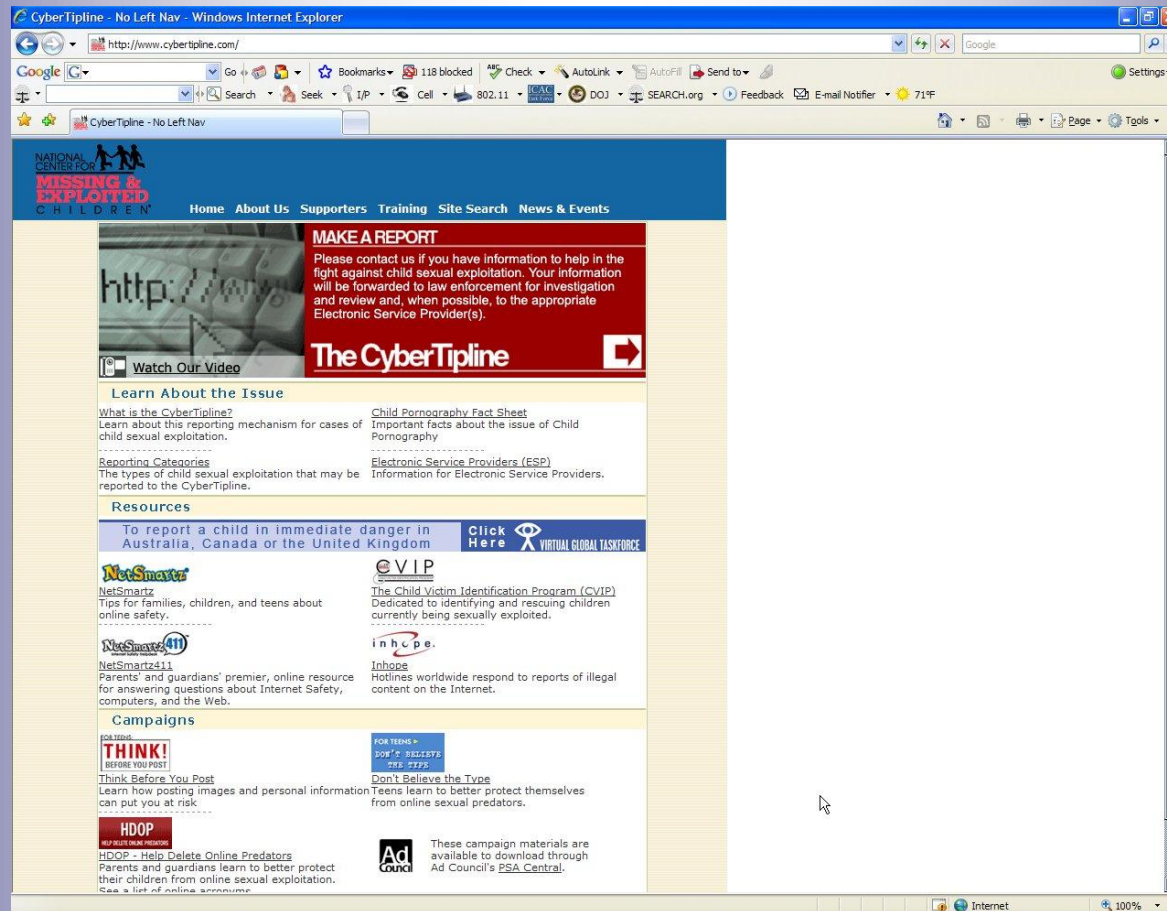 CyberTipline - No Left Nav - Windows Internet Explorer
http://www.cybertipline.com/
Google
Google G
Go
Bookmarks
118 blocked
Check
AutoLink
AutoFill
Send to
Settings
Search
Seek
I/P
Cell
802.11
ICAC
DOJ
SEARCH.org
Feedback
E-mail Notifier
71°F
CyberTipline - No Left Nav
Page
Tools
NATIONAL
CENTER FOR
MISSING &
EXPLOITED
CHILDREN
Home About Us Supporters Training Site Search News & Events
http://www
Watch Our Video
MAKE A REPORT
Please contact us if you have information to help in the
fight against child sexual exploitation. Your information
will be forwarded to law enforcement for investigation
and review and, when possible, to the appropriate
Electronic Service Provider(s).
The CyberTipline
Learn About the Issue
What is the CyberTipline?
Learn about this reporting mechanism for cases of
child sexual exploitation.
Child Pornography Fact Sheet
Important facts about the issue of Child
Pornography
Reporting Categories
The types of child sexual exploitation that may be
reported to the CyberTipline.
Electronic Service Providers (ESP)
Information for Electronic Service Providers.
Resources
To report a child in immediate danger in
Australia, Canada or the United Kingdom
Click
Here
VIRTUAL GLOBAL TASKFORCE
NetSmartz
NetSmartz
Tips for families, children, and teens about
online safety.
CVIP
The Child Victim Identification Program (CVIP)
Dedicated to identifying and rescuing children
currently being sexually exploited.
NetSmartz 411
NetSmartz411
Parents' and guardians' premier, online resource
for answering questions about Internet Safety,
computers, and the Web.
inhope.
Inhope
Hotlines worldwide respond to reports of illegal
content on the Internet.
Campaigns
FOR TEENS:
THINK!
BEFORE YOU POST
Think Before You Post
Learn how posting images and personal information
can put you at risk
FOR TEENS
DON'T BELIEVE
THE TYPE
Don't Believe the Type
Teens learn to better protect themselves
from online sexual predators.
HDOP
HELP DELETE ONLINE PREDATORS
HDOP - Help Delete Online Predators
Parents and guardians learn to better protect
their children from online sexual exploitation.
See a list of online acronyms
Ad
Council
These campaign materials are
available to download through
Ad Council's PSA Central.
Internet
100%